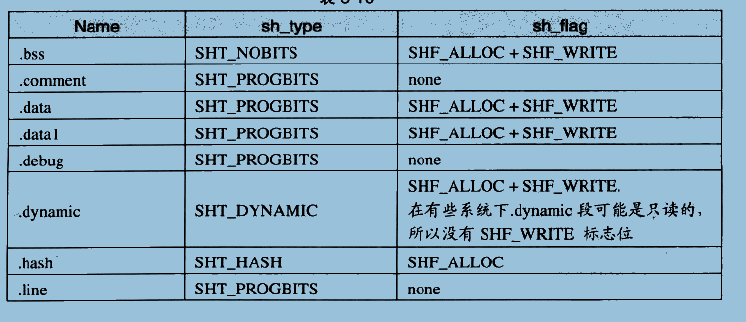 Name sh_type sh_flag
.bss SHT_NOBITS SHF_ALLOC + SHF_WRITE
.comment SHT_PROGBITS none
.data SHT_PROGBITS SHF_ALLOC + SHF_WRITE
.data1 SHT_PROGBITS SHF_ALLOC + SHF_WRITE
.debug SHT_PROGBITS none
.dynamic SHT_DYNAMIC SHF_ALLOC + SHF_WRITE.
在有些系统下.dynamic 段可能是只读的，
所以没有 SHF_WRITE 标志位
.hash SHT_HASH SHF_ALLOC
.line SHT_PROGBITS none